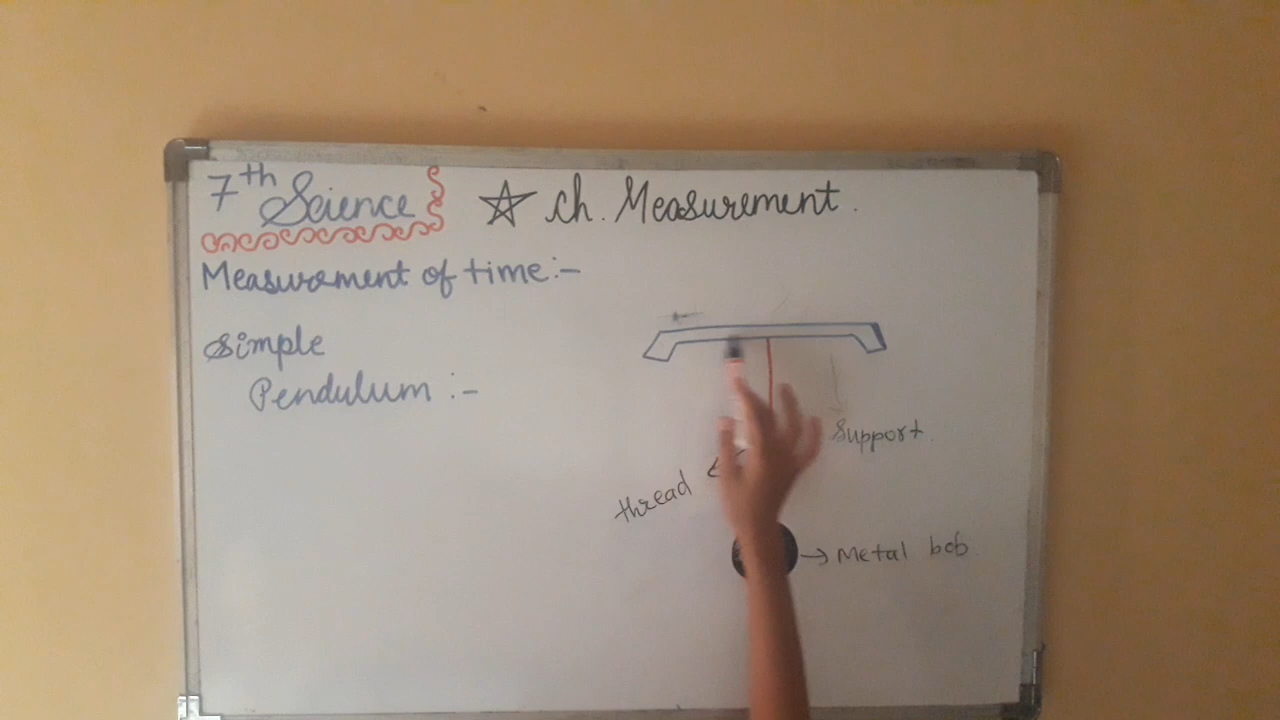 7th Science
☆ ch. Measurement.
Measurement of time:-
Simple
Pendulum :-
Support.
thread
Metal bob